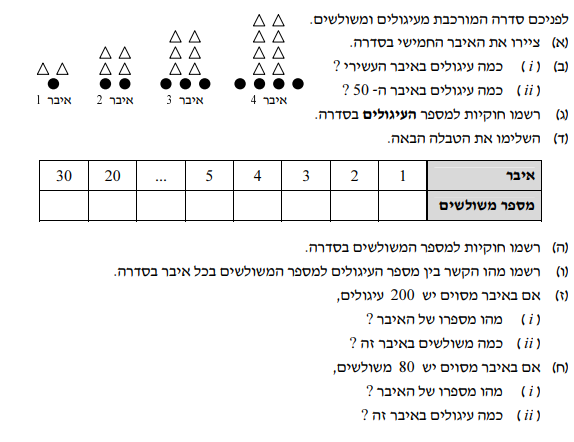 לפניכם סדרה המורכבת מעיגולים ומשולשים.
(א) ציירו את האיבר החמישי בסדרה.
(ב) (i) כמה עיגולים באיבר העשירי ?
(ii) כמה עיגולים באיבר ה- 50 ?
(ג) רשמו חוקיות למספר העיגולים בסדרה.
(ד) השלימו את הטבלה הבאה.
איבר 1 איבר 2 איבר 3 איבר 4
איבר 1 2 3 4 5 ... 20 30
מספר משולשים
(ה) רשמו חוקיות למספר המשולשים בסדרה.
(ו) רשמו מהו הקשר בין מספר העיגולים למספר המשולשים בכל איבר בסדרה.
(ז) אם באיבר מסוים יש 200 עיגולים,
(i) מהו מספרו של האיבר ?
(ii) כמה משולשים באיבר זה ?
(ח) אם באיבר מסוים יש 80 משולשים,
(i) מהו מספרו של האיבר ?
(ii) כמה עיגולים באיבר זה ?